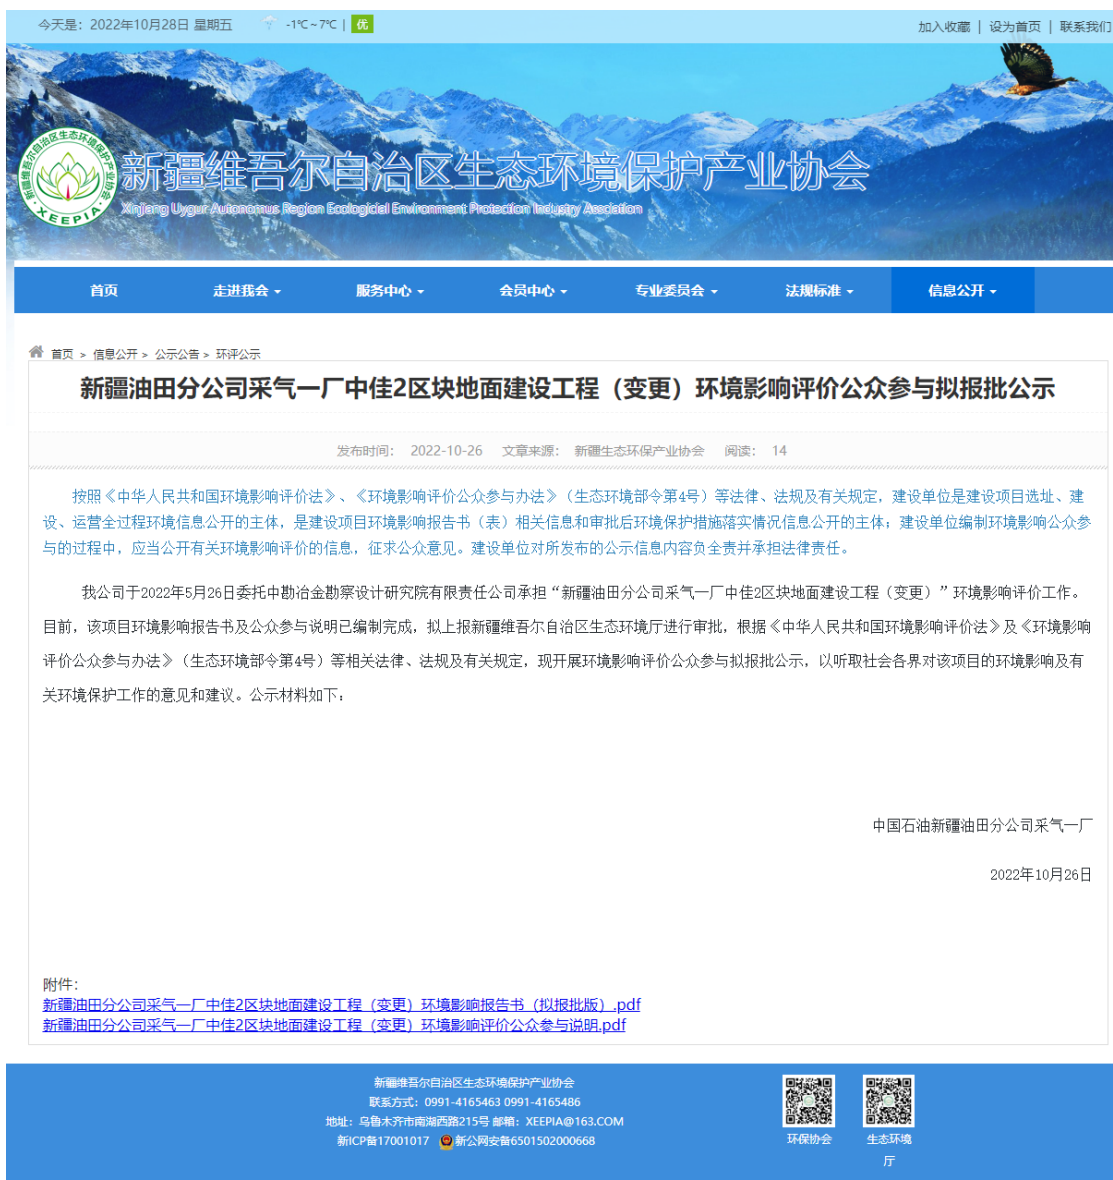 今天是：2022年10月28日 星期五 -1℃~7℃ | 优
加入收藏 | 设为首页 | 联系我们
新疆维吾尔自治区生态环境保护产业协会
Xinjiang Uygur Autonomus Region Ecologicial Environment Protection Industry Assciation
XEEPIA
首页 走进我会 服务中心 会员中心 专业委员会 法规标准 信息公开
首页 > 信息公开 > 公示公告 > 环评公示
新疆油田分公司采气一厂中佳2区块地面建设工程（变更）环境影响评价公众参与拟报批公示
发布时间： 2022-10-26 文章来源： 新疆生态环保产业协会 阅读： 14
按照《中华人民共和国环境影响评价法》、《环境影响评价公众参与办法》（生态环境部令第4号）等法律、法规及有关规定，建设单位是建设项目选址、建
设、运营全过程环境信息公开的主体，是建设项目环境影响报告书（表）相关信息和审批后环境保护措施落实情况信息公开的主体；建设单位编制环境影响公众参
与的过程中，应当公开有关环境影响评价的信息，征求公众意见。建设单位对所发布的公示信息内容负全责并承担法律责任。
我公司于2022年5月26日委托中勘冶金勘察设计研究院有限责任公司承担“新疆油田分公司采气一厂中佳2区块地面建设工程（变更）”环境影响评价工作。
目前，该项目环境影响报告书及公众参与说明已编制完成，拟上报新疆维吾尔自治区生态环境厅进行审批，根据《中华人民共和国环境影响评价法》及《环境影响
评价公众参与办法》（生态环境部令第4号）等相关法律、法规及有关规定，现开展环境影响评价公众参与拟报批公示，以听取社会各界对该项目的环境影响及有
关环境保护工作的意见和建议。公示材料如下：
中国石油新疆油田分公司采气一厂
2022年10月26日
附件：
新疆油田分公司采气一厂中佳2区块地面建设工程（变更）环境影响报告书（拟报批版）.pdf
新疆油田分公司采气一厂中佳2区块地面建设工程（变更）环境影响评价公众参与说明.pdf
新疆维吾尔自治区生态环境保护产业协会
联系方式：0991-4165463 0991-4165486
地址：乌鲁木齐市南湖西路215号 邮箱：XEEPIA@163.COM
新ICP备17001017 新公网安备6501502000668
环保协会 生态环境
厅